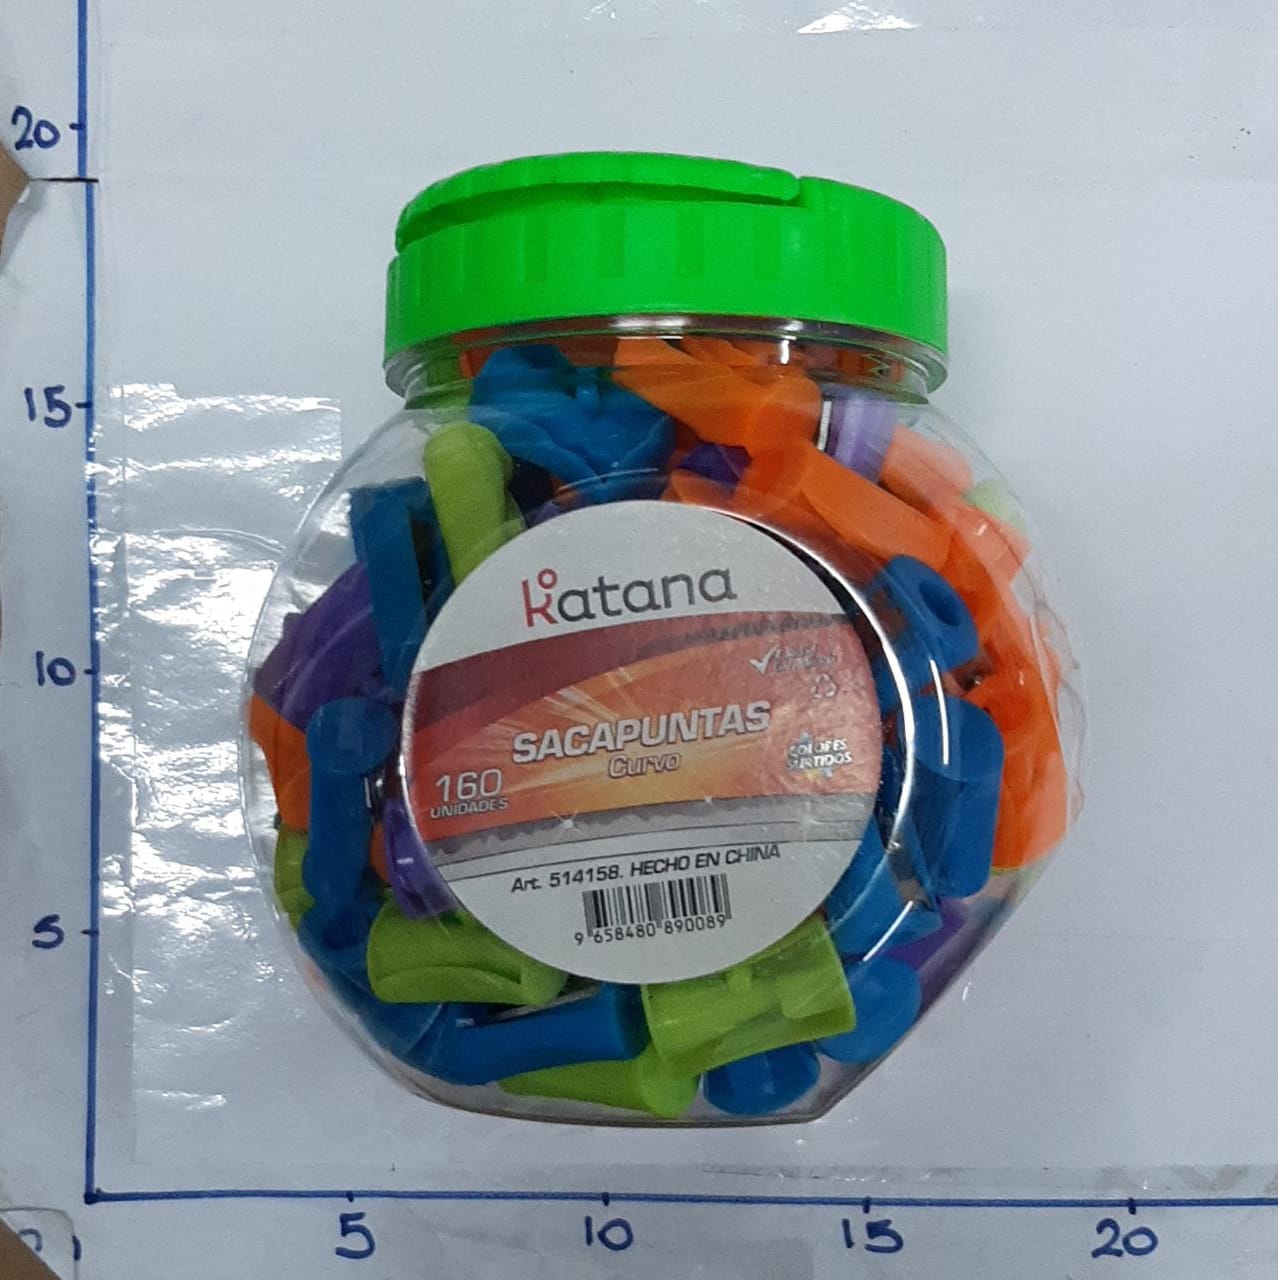 20
15
10
5
5
10
15
20
katana
SACAPUNTAS
Curvo
160
UNIDADES
COLORES
SURTIDOS
Art. 514158. HECHO EN CHINA
9 658480 890089